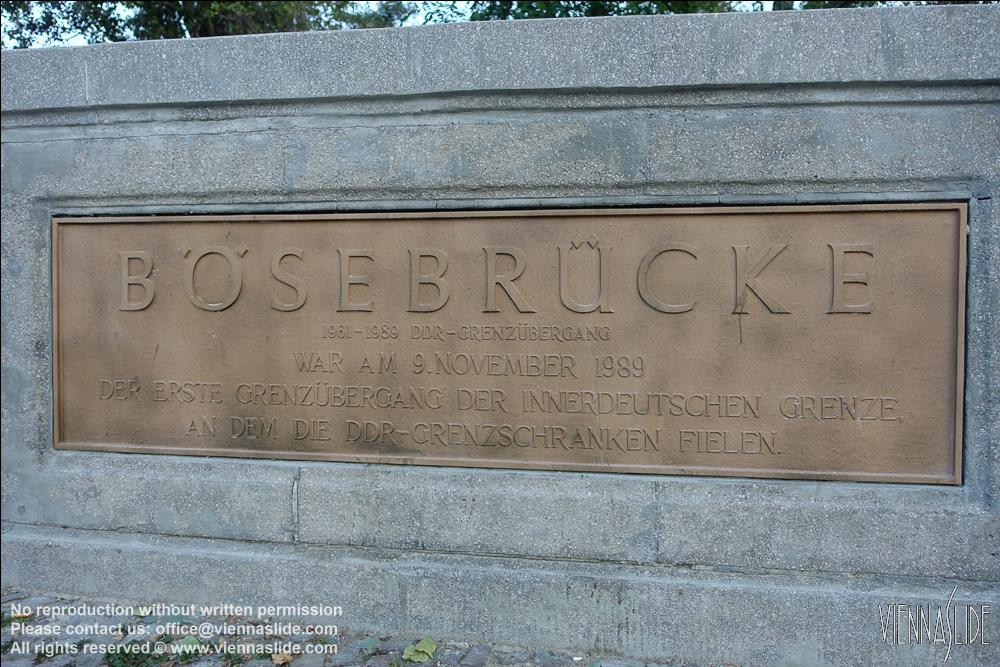 BÖSEBRÜCKE
1961-1989 DDR-GRENZÜBERGANG
WAR AM 9.NOVEMBER 1989
DER ERSTE GRENZÜBERGANG DER INNERDEUTSCHEN GRENZE,
AN DEM DIE DDR-GRENZSCHRANKEN FIELEN.
No reproduction without written permission
Please contact us: office@viennaslide.com
All rights reserved © www.viennaslide.com
VIENNASLIDE